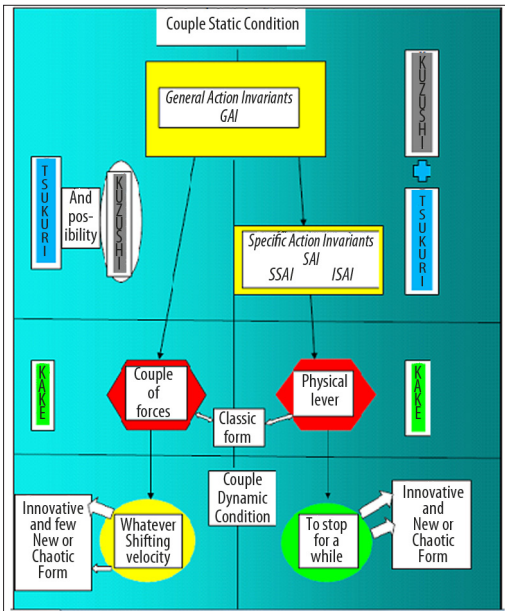 Couple Static Condition
General Action Invariants
GAI
KUZUSHI
TSUKURI
And
pos-
ibility
KUZUSHI
Specific Action Invariants
SAI
SSAI ISAI
TSUKURI
KAKE
Couple
of
forces
Physical
lever
KAKE
Classic
form
Couple
Dynamic
Condition
Innovative
and few
New or
Chaotic
Form
Whatever
Shifting
velocity
To stop
for a
while
Innovative
and
New or
Chaotic
Form